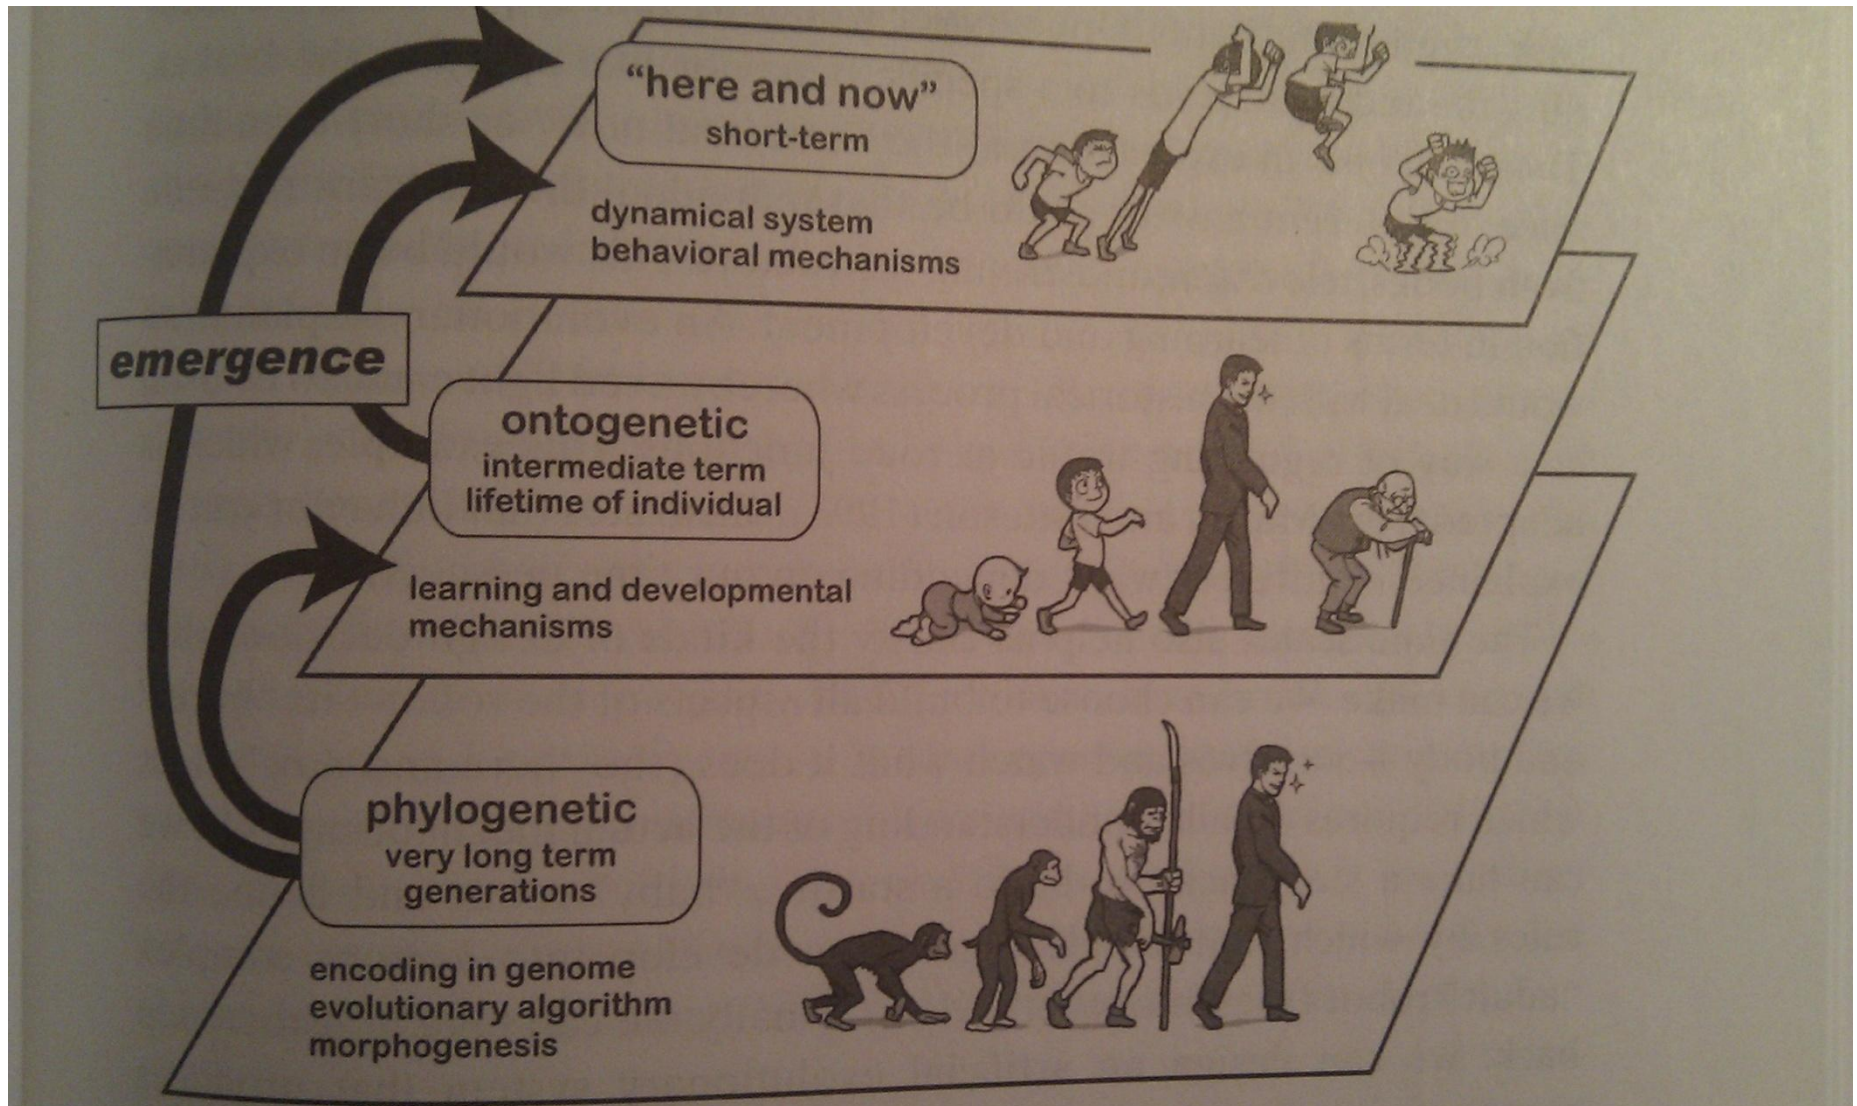 “here and now”
short-term
dynamical system
behavioral mechanisms
emergence
ontogenetic
intermediate term
lifetime of individual
learning and developmental
mechanisms
phylogenetic
very long term
generations
encoding in genome
evolutionary algorithm
morphogenesis